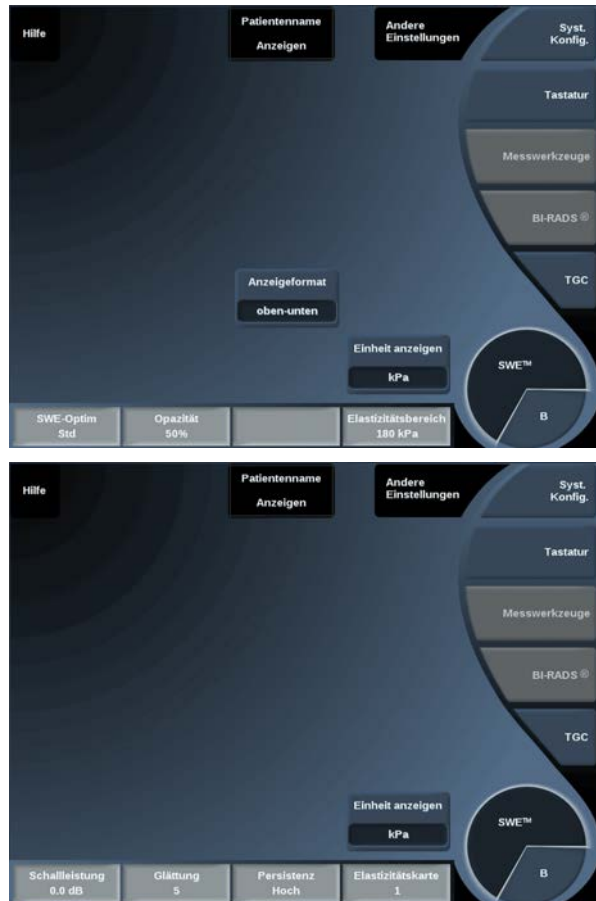 Hilfe
Patientenname
Anzeigen
Andere
Einstellungen
Syst.
Konfig.
Tastatur
Messwerkzeuge
BI-RADS ®
TGC
Anzeigeformat
oben-unten
Einheit anzeigen
kPa
SWE™
B
SWE-Optim
Std
Opazität
50%
Elastizitätsbereich
180 kPa
Hilfe
Patientenname
Anzeigen
Andere
Einstellungen
Syst.
Konfig.
Tastatur
Messwerkzeuge
BI-RADS ®
TGC
Einheit anzeigen
kPa
SWE™
B
Schallleistung
0.0 dB
Glättung
5
Persistenz
Hoch
Elastizitätskarte
1